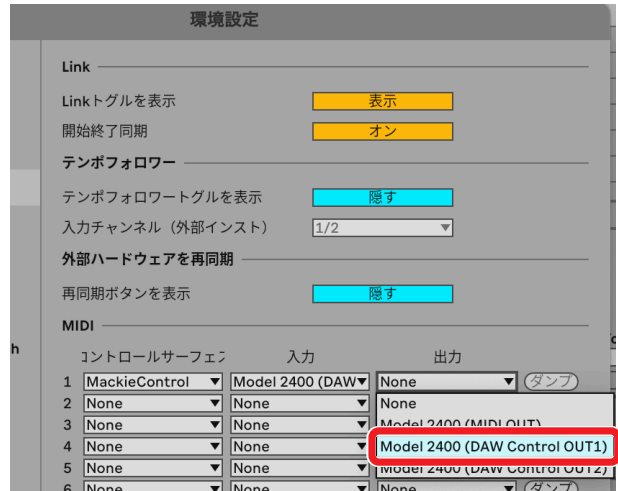 環境設定
Link
Linkトグルを表示 表示
開始終了同期 オン
テンポフォロワー
テンポフォロワートグルを表示 隠す
入力チャンネル（外部インスト） 1/2
外部ハードウェアを再同期
再同期ボタンを表示 隠す
MIDI
h
コントロールサーフェス 入力 出力
1 MackieControl Model 2400 (DAW None ダンプ
2 None None None
3 None None Model 2400 (MIDI OUT)
4 None None Model 2400 (DAW Control OUT1)
5 None None Model 2400 (DAW Control OUT2)
6 None None None ダンプ